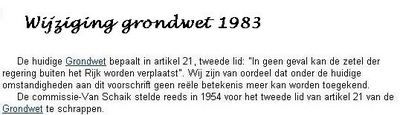 Wijziging grondwet 1983
De huidige Grondwet bepaalt in artikel 21, tweede lid: "In geen geval kan de zetel der
regering buiten het Rijk worden verplaatst". Wij zijn van oordeel dat onder de huidige
omstandigheden aan dit voorschrift geen reële betekenis meer kan worden toegekend.
De commissie-Van Schaik stelde reeds in 1954 voor het tweede lid van artikel 21 van de
Grondwet te schrappen.